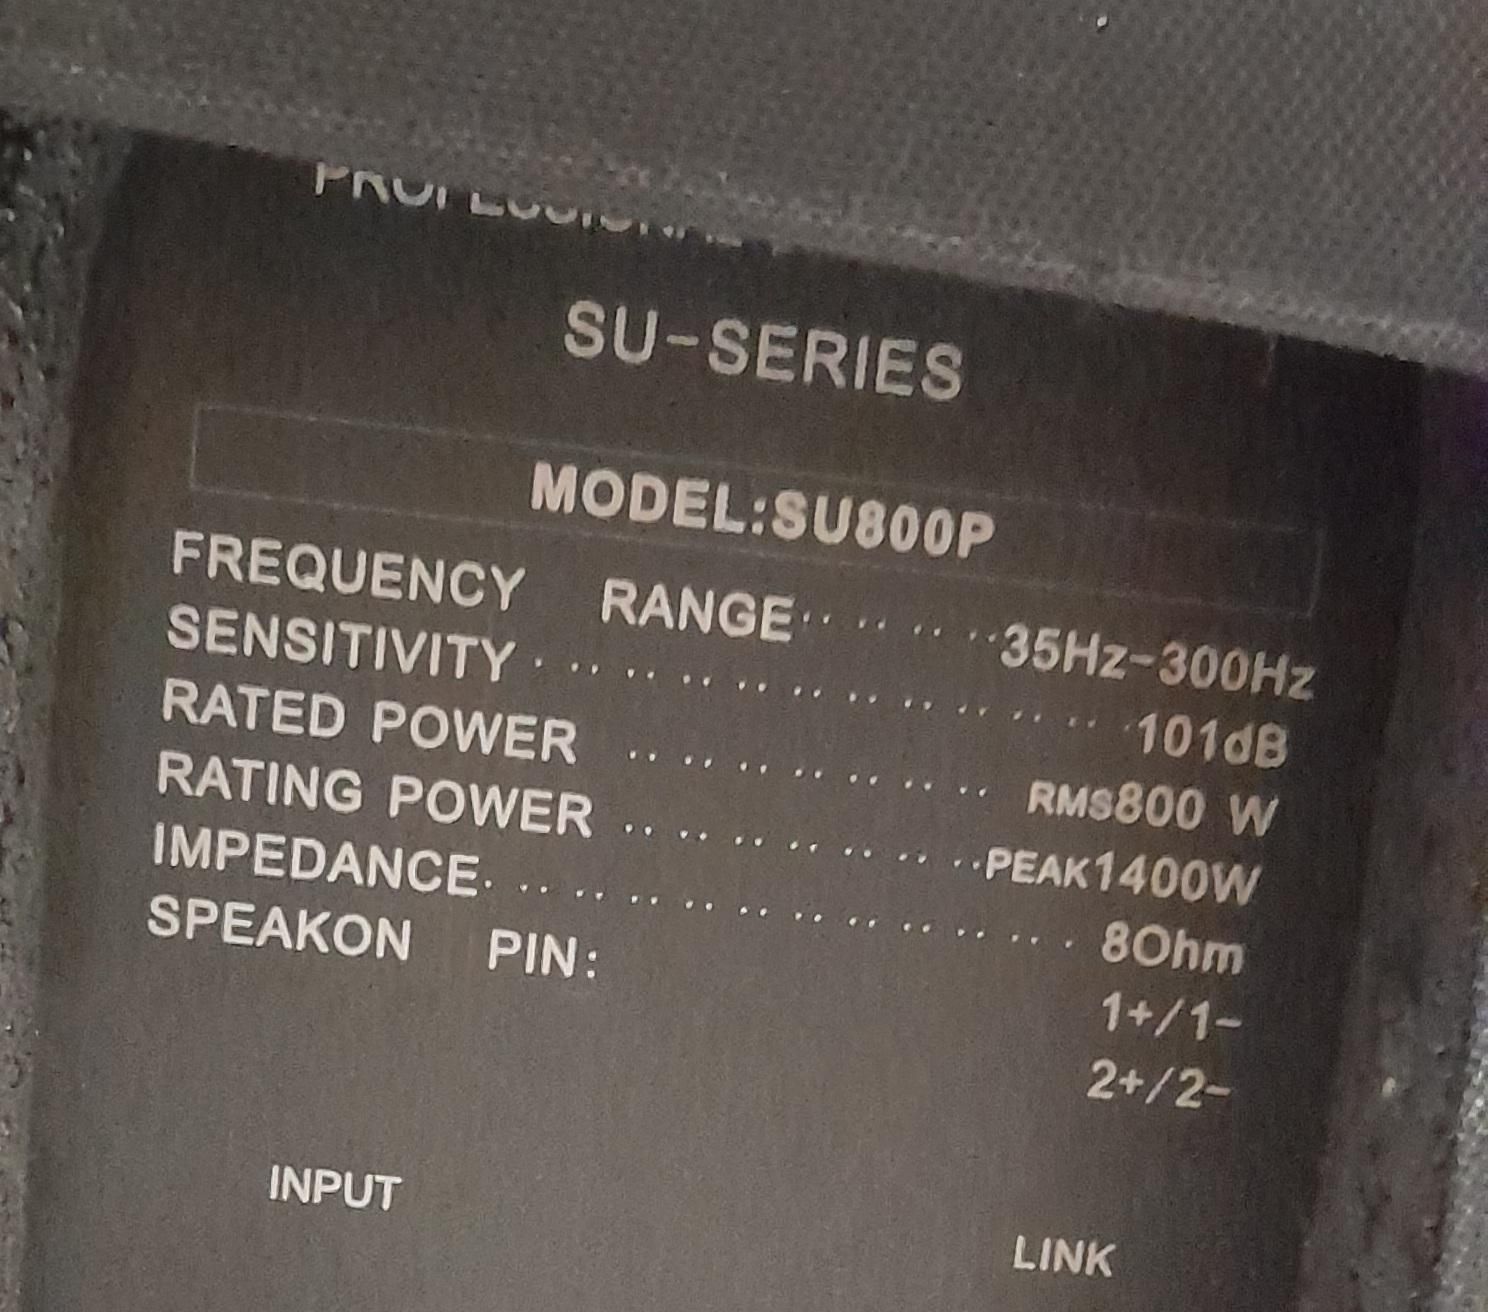 PROFESSIONAL
SU-SERIES
MODEL:SU800P
FREQUENCY RANGE·· ·· ·· ··35Hz-300Hz
SENSITIVITY· ·· ·· ·· ·· ·· ·· ·· ·· ·· ·· ·101dB
RATED POWER ·· ·· ·· ·· ·· ·· ·· RMS800 W
RATING POWER ·· ·· ·· ·· ·· ·· ··PEAK1400W
IMPEDANCE· ·· ·· ·· ·· ·· ·· ·· ·· ·· ·· 8Ohm
SPEAKON PIN:
1+/1-
2+/2-
INPUT
LINK